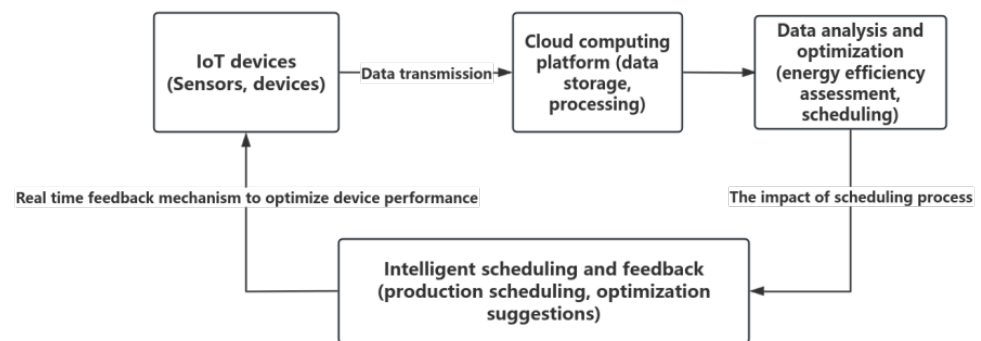 IoT devices
(Sensors, devices)
Data transmission
Cloud computing
platform (data
storage,
processing)
Data analysis and
optimization
(energy efficiency
assessment,
scheduling)
Real time feedback mechanism to optimize device performance
The impact of scheduling process
Intelligent scheduling and feedback
(production scheduling, optimization
suggestions)